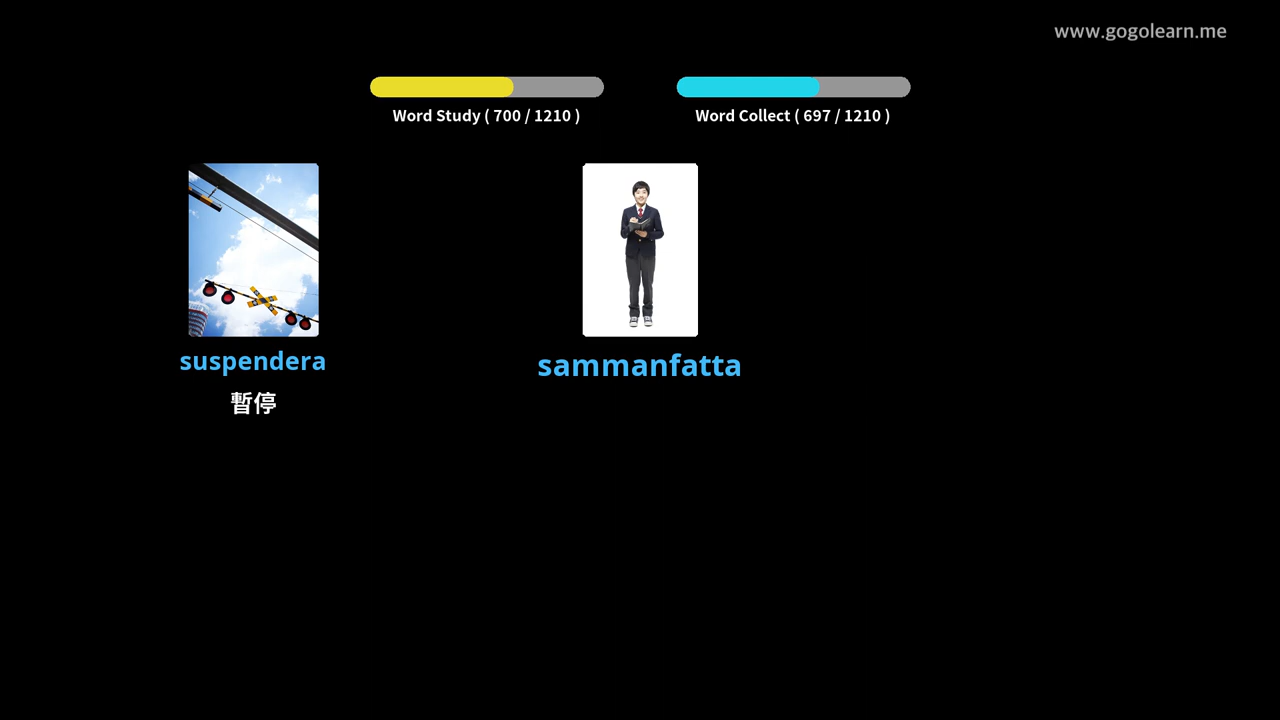 www.gogolearn.me
Word Study ( 700 / 1210 )
Word Collect ( 697 / 1210 )
suspendera
暫停
sammanfatta